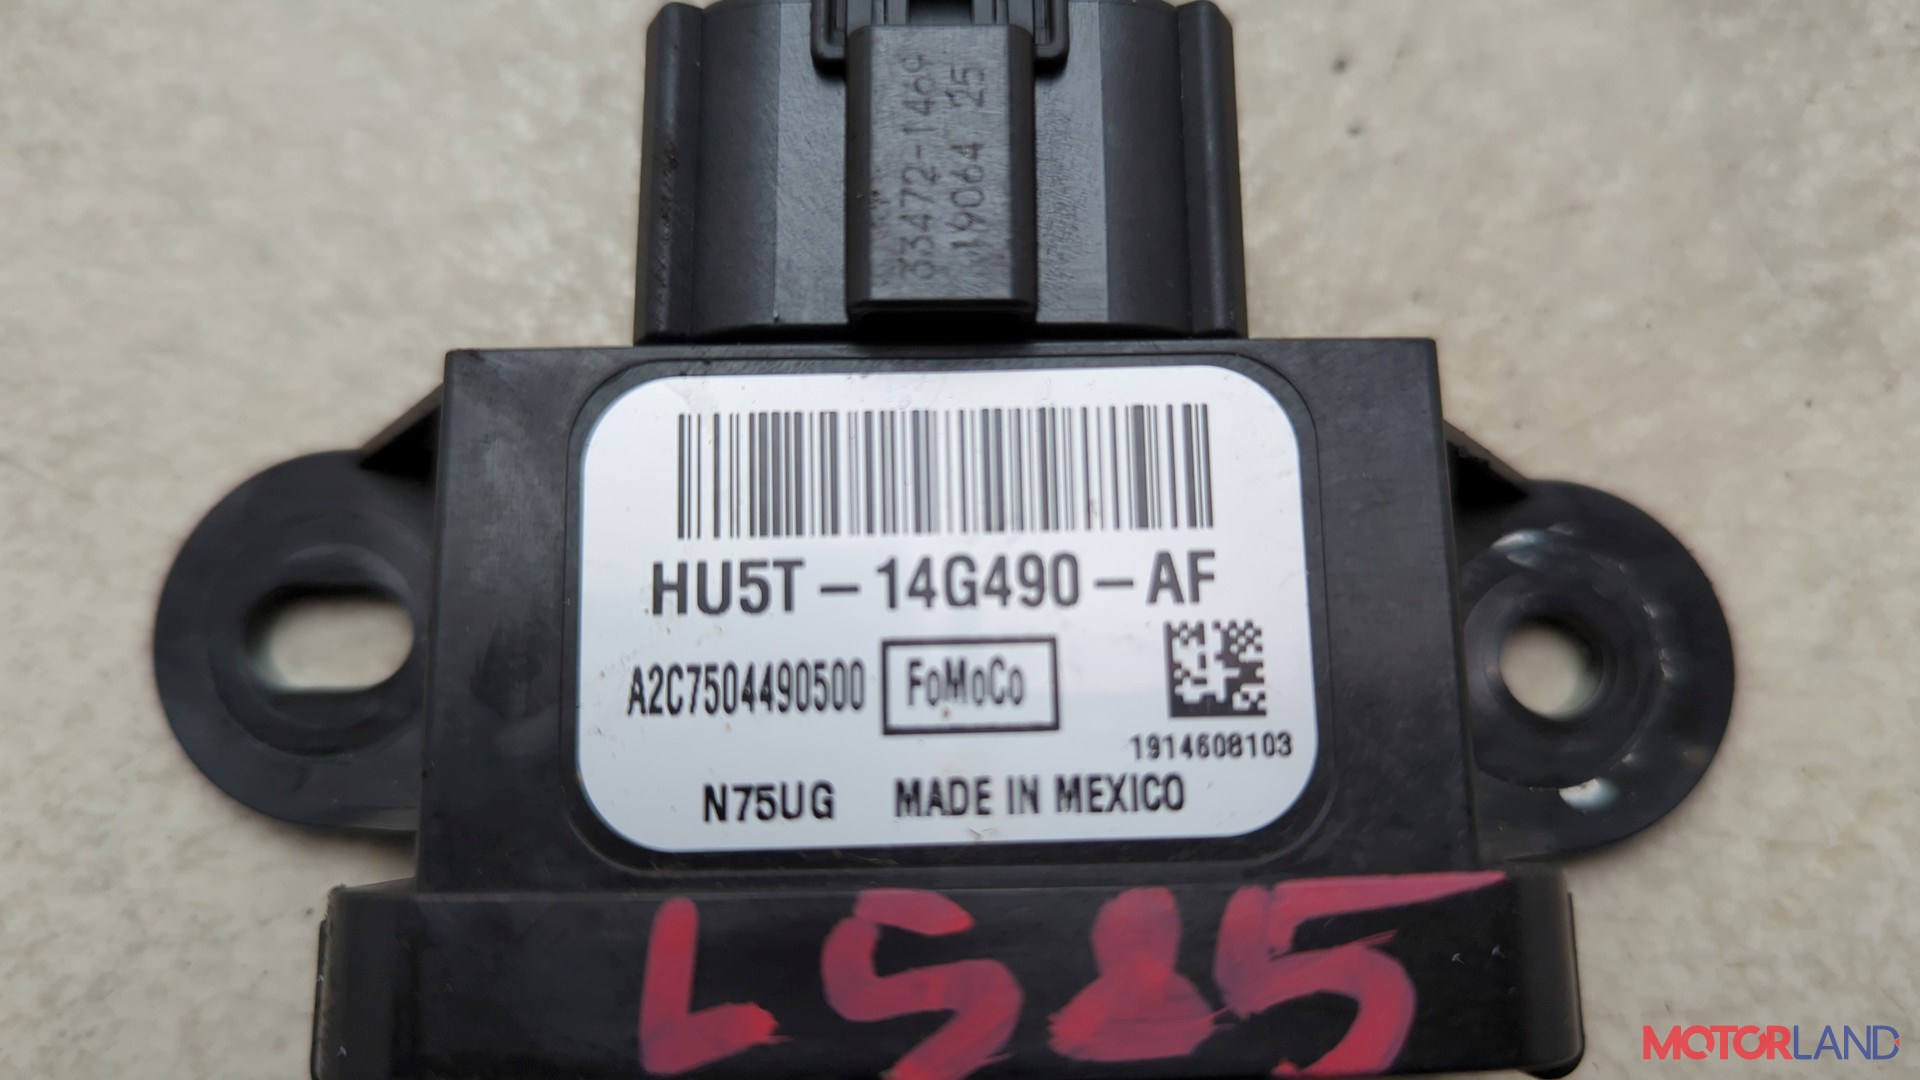 33472-1469
19064 25
HU5T-14G490-AF
A2C7504490500 FoMoCo
1914608103
N75UG MADE IN MEXICO
LS85
MOTORLAND